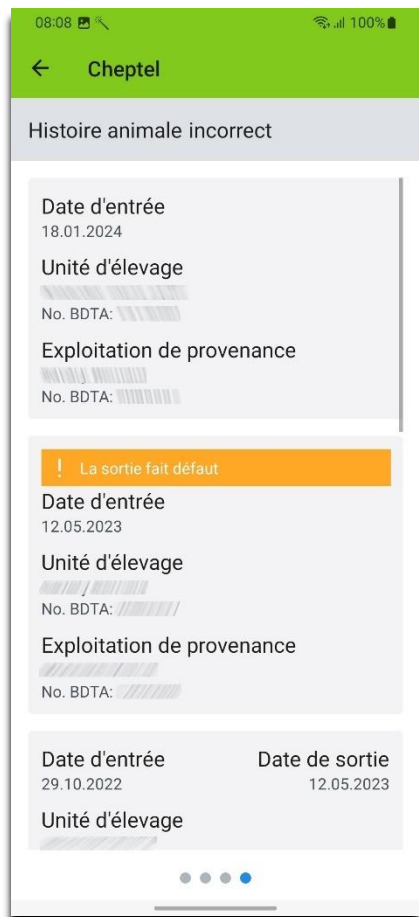 08:08 100%
Cheptel
Histoire animale incorrect
Date d'entrée
18.01.2024
Unité d'élevage
No. BDTA:
Exploitation de provenance
No. BDTA:
! La sortie fait défaut
Date d'entrée
12.05.2023
Unité d'élevage
No. BDTA:
Exploitation de provenance
No. BDTA:
Date d'entrée Date de sortie
29.10.2022 12.05.2023
Unité d'élevage